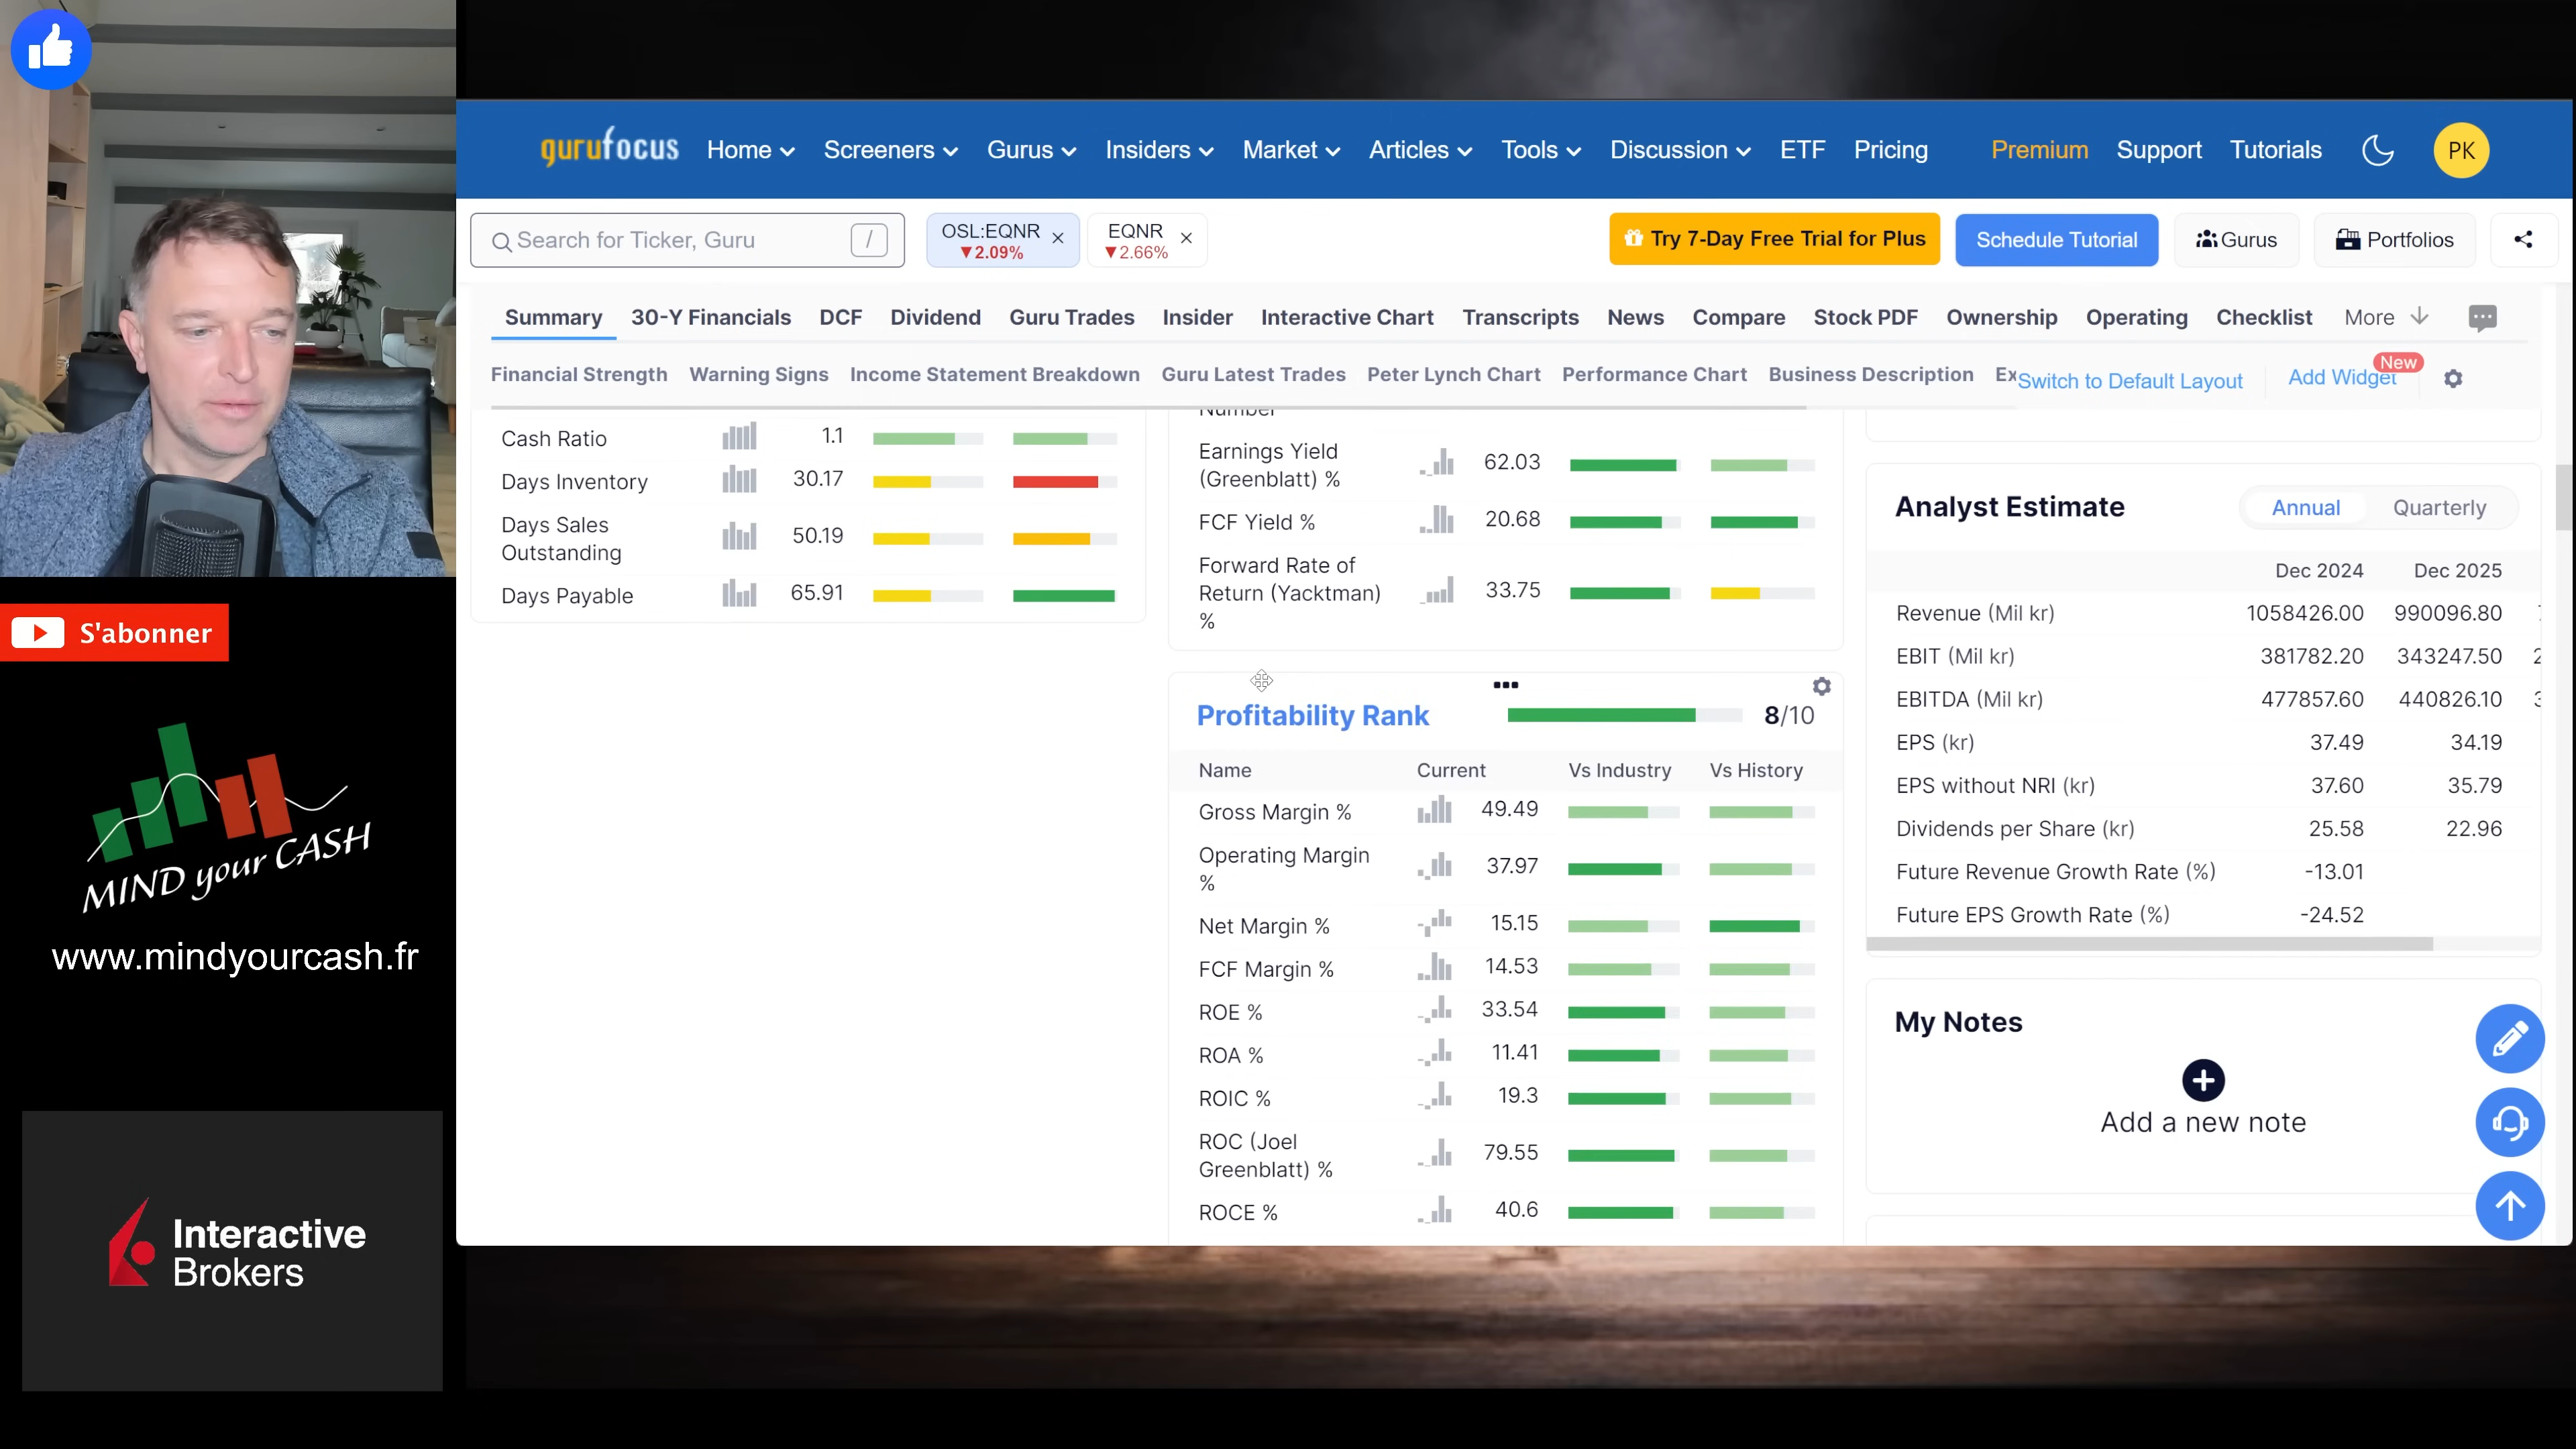 gurufocus Home Screeners Gurus Insiders Market Articles Tools Discussion ETF Pricing Premium Support Tutorials PK
Search for Ticker, Guru /
OSL:EQNR ×
▼2.09%
EQNR ×
▼2.66%
Try 7-Day Free Trial for Plus
Schedule Tutorial
Gurus
Portfolios
Summary 30-Y Financials DCF Dividend Guru Trades Insider Interactive Chart Transcripts News Compare Stock PDF Ownership Operating Checklist More
Financial Strength Warning Signs Income Statement Breakdown Guru Latest Trades Peter Lynch Chart Performance Chart Business Description Ex
Switch to Default Layout
Add Widget
New
Cash Ratio 1.1
Days Inventory 30.17
Days Sales
Outstanding 50.19
Days Payable 65.91
Number
Earnings Yield
(Greenblatt) % 62.03
FCF Yield % 20.68
Forward Rate of
Return (Yacktman) 33.75
%
Profitability Rank 8/10
Name Current Vs Industry Vs History
Gross Margin % 49.49
Operating Margin
% 37.97
Net Margin % 15.15
FCF Margin % 14.53
ROE % 33.54
ROA % 11.41
ROIC % 19.3
ROC (Joel
Greenblatt) % 79.55
ROCE % 40.6
Analyst Estimate Annual Quarterly
Dec 2024 Dec 2025
Revenue (Mil kr) 1058426.00 990096.80
EBIT (Mil kr) 381782.20 343247.50 2
EBITDA (Mil kr) 477857.60 440826.10
EPS (kr) 37.49 34.19
EPS without NRI (kr) 37.60 35.79
Dividends per Share (kr) 25.58 22.96
Future Revenue Growth Rate (%) -13.01
Future EPS Growth Rate (%) -24.52
My Notes
Add a new note
S'abonner
MIND your CASH
www.mindyourcash.fr
Interactive
Brokers